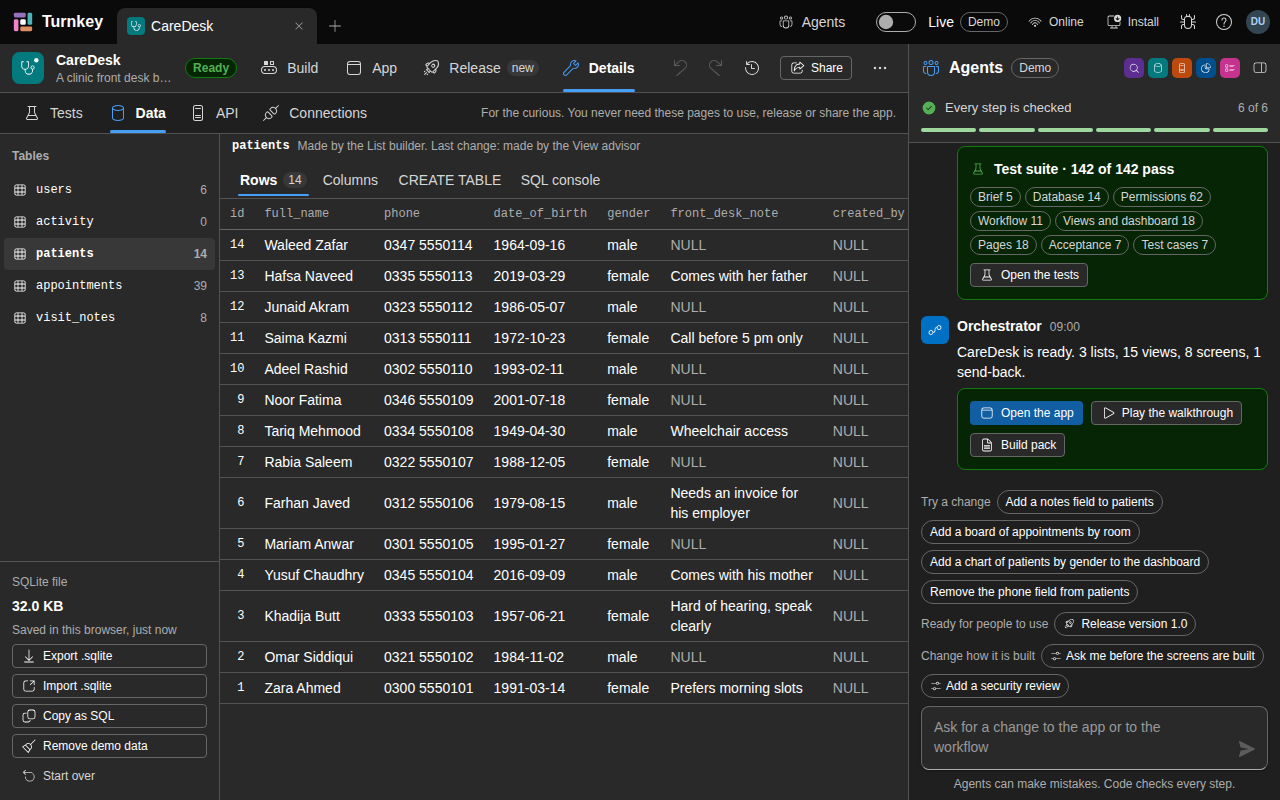 Turnkey
CareDesk
Agents
Live
Demo
Online
Install
DU
CareDesk
A clinic front desk b…
Ready
Build
App
Release new
Details
Share
Agents
Demo
Tests
Data
API
Connections
For the curious. You never need these pages to use, release or share the app.
Every step is checked
6 of 6
Tables
users 6
activity 0
patients 14
appointments 39
visit_notes 8
SQLite file
32.0 KB
Saved in this browser, just now
Export .sqlite
Import .sqlite
Copy as SQL
Remove demo data
Start over
patients Made by the List builder. Last change: made by the View advisor
Rows 14
Columns
CREATE TABLE
SQL console
id full_name phone date_of_birth gender front_desk_note created_by
14 Waleed Zafar 0347 5550114 1964-09-16 male NULL NULL
13 Hafsa Naveed 0335 5550113 2019-03-29 female Comes with her father NULL
12 Junaid Akram 0323 5550112 1986-05-07 male NULL NULL
11 Saima Kazmi 0313 5550111 1972-10-23 female Call before 5 pm only NULL
10 Adeel Rashid 0302 5550110 1993-02-11 male NULL NULL
9 Noor Fatima 0346 5550109 2001-07-18 female NULL NULL
8 Tariq Mehmood 0334 5550108 1949-04-30 male Wheelchair access NULL
7 Rabia Saleem 0322 5550107 1988-12-05 female NULL NULL
6 Farhan Javed 0312 5550106 1979-08-15 male Needs an invoice for his employer NULL
5 Mariam Anwar 0301 5550105 1995-01-27 female NULL NULL
4 Yusuf Chaudhry 0345 5550104 2016-09-09 male Comes with his mother NULL
3 Khadija Butt 0333 5550103 1957-06-21 female Hard of hearing, speak clearly NULL
2 Omar Siddiqui 0321 5550102 1984-11-02 male NULL NULL
1 Zara Ahmed 0300 5550101 1991-03-14 female Prefers morning slots NULL
Test suite · 142 of 142 pass
Brief 5
Database 14
Permissions 62
Workflow 11
Views and dashboard 18
Pages 18
Acceptance 7
Test cases 7
Open the tests
Orchestrator 09:00
CareDesk is ready. 3 lists, 15 views, 8 screens, 1
send-back.
Open the app
Play the walkthrough
Build pack
Try a change
Add a notes field to patients
Add a board of appointments by room
Add a chart of patients by gender to the dashboard
Remove the phone field from patients
Ready for people to use
Release version 1.0
Change how it is built
Ask me before the screens are built
Add a security review
Ask for a change to the app or to the
workflow
Agents can make mistakes. Code checks every step.